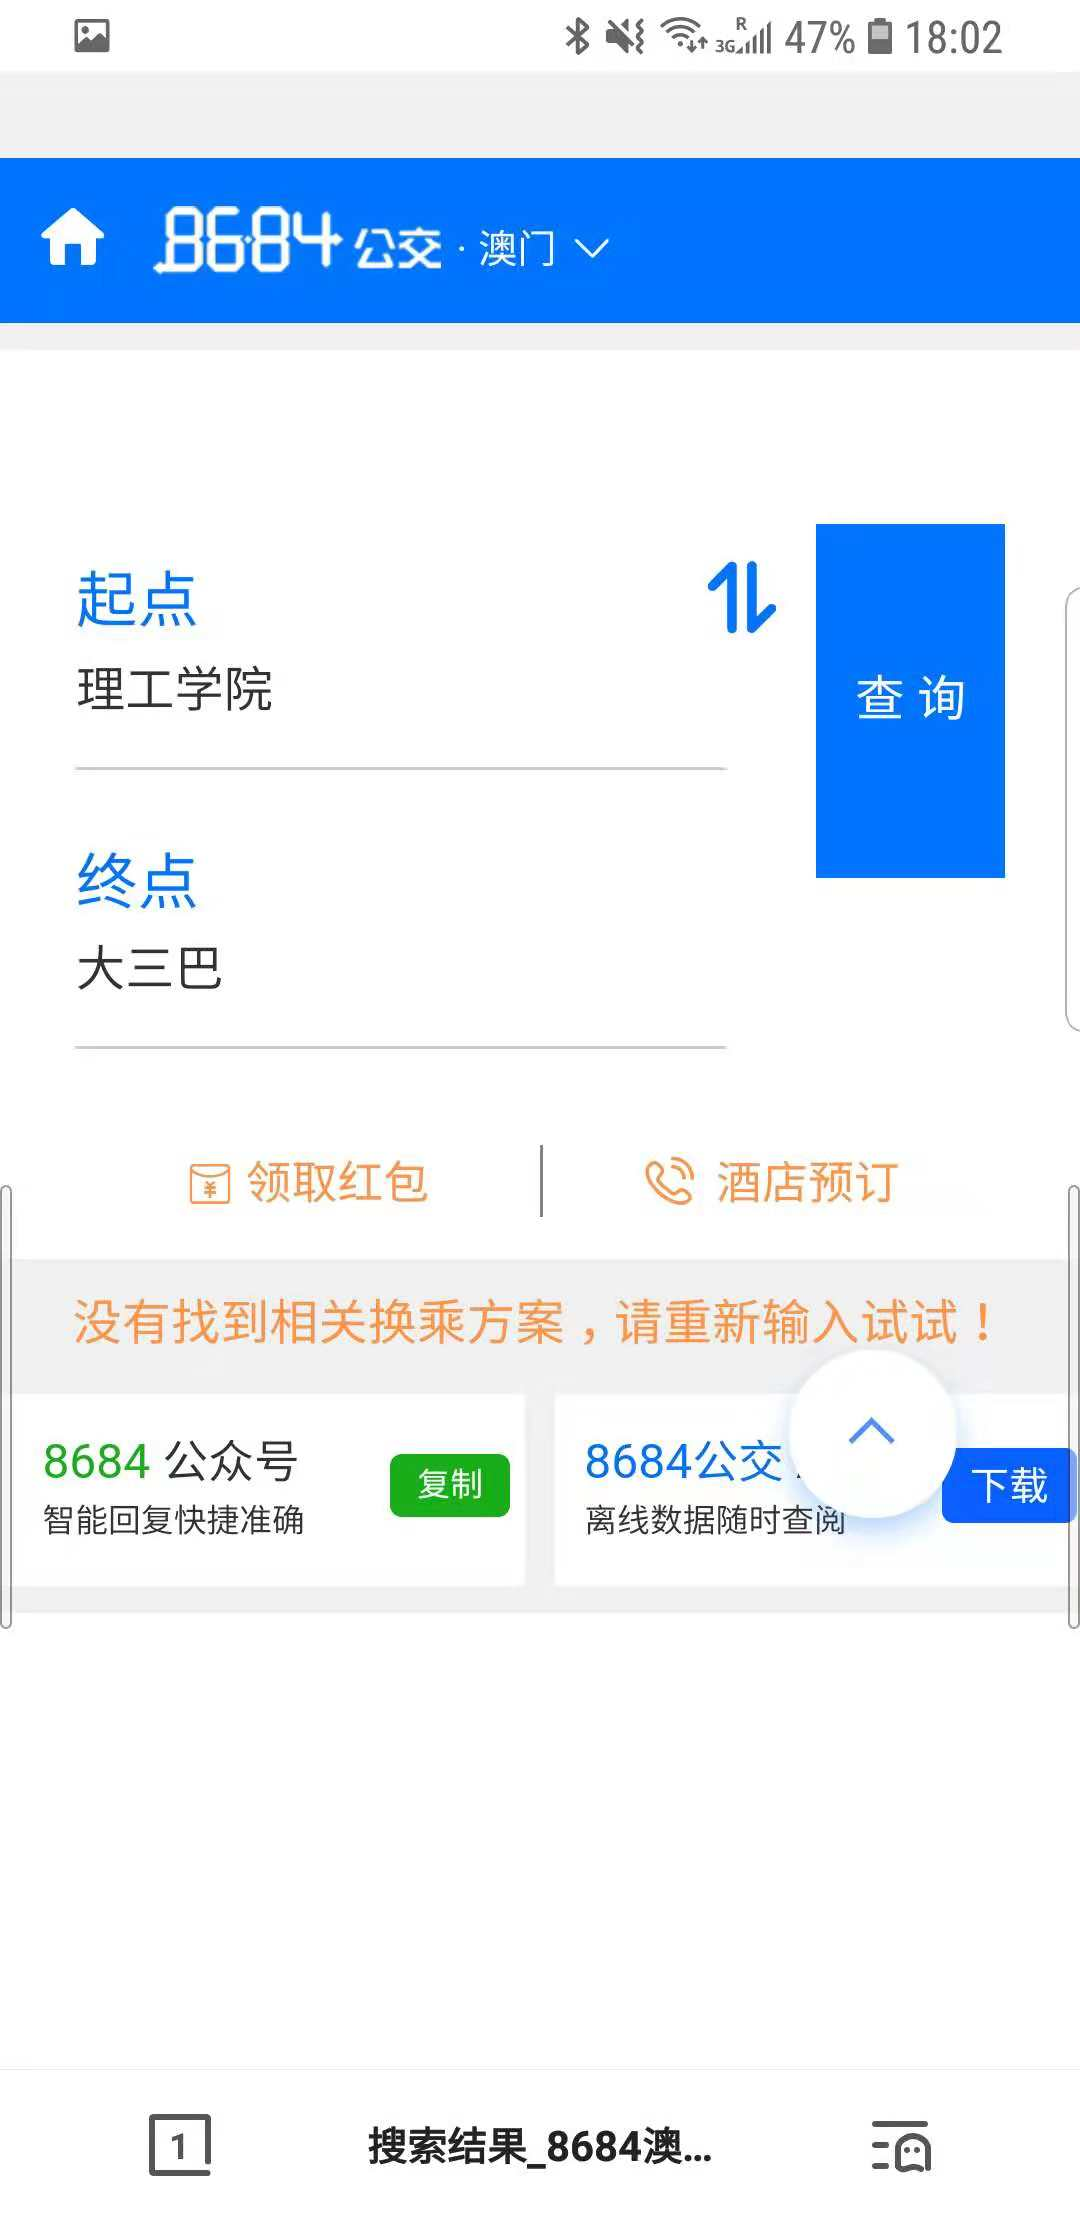 3G R 47% 18:02
8684公交 · 澳门
起点
理工学院
查 询
终点
大三巴
领取红包
酒店预订
没有找到相关换乘方案，请重新输入试试！
8684 公众号
智能回复快捷准确
复制
8684公交
离线数据随时查阅
下载
1
搜索结果_8684澳...